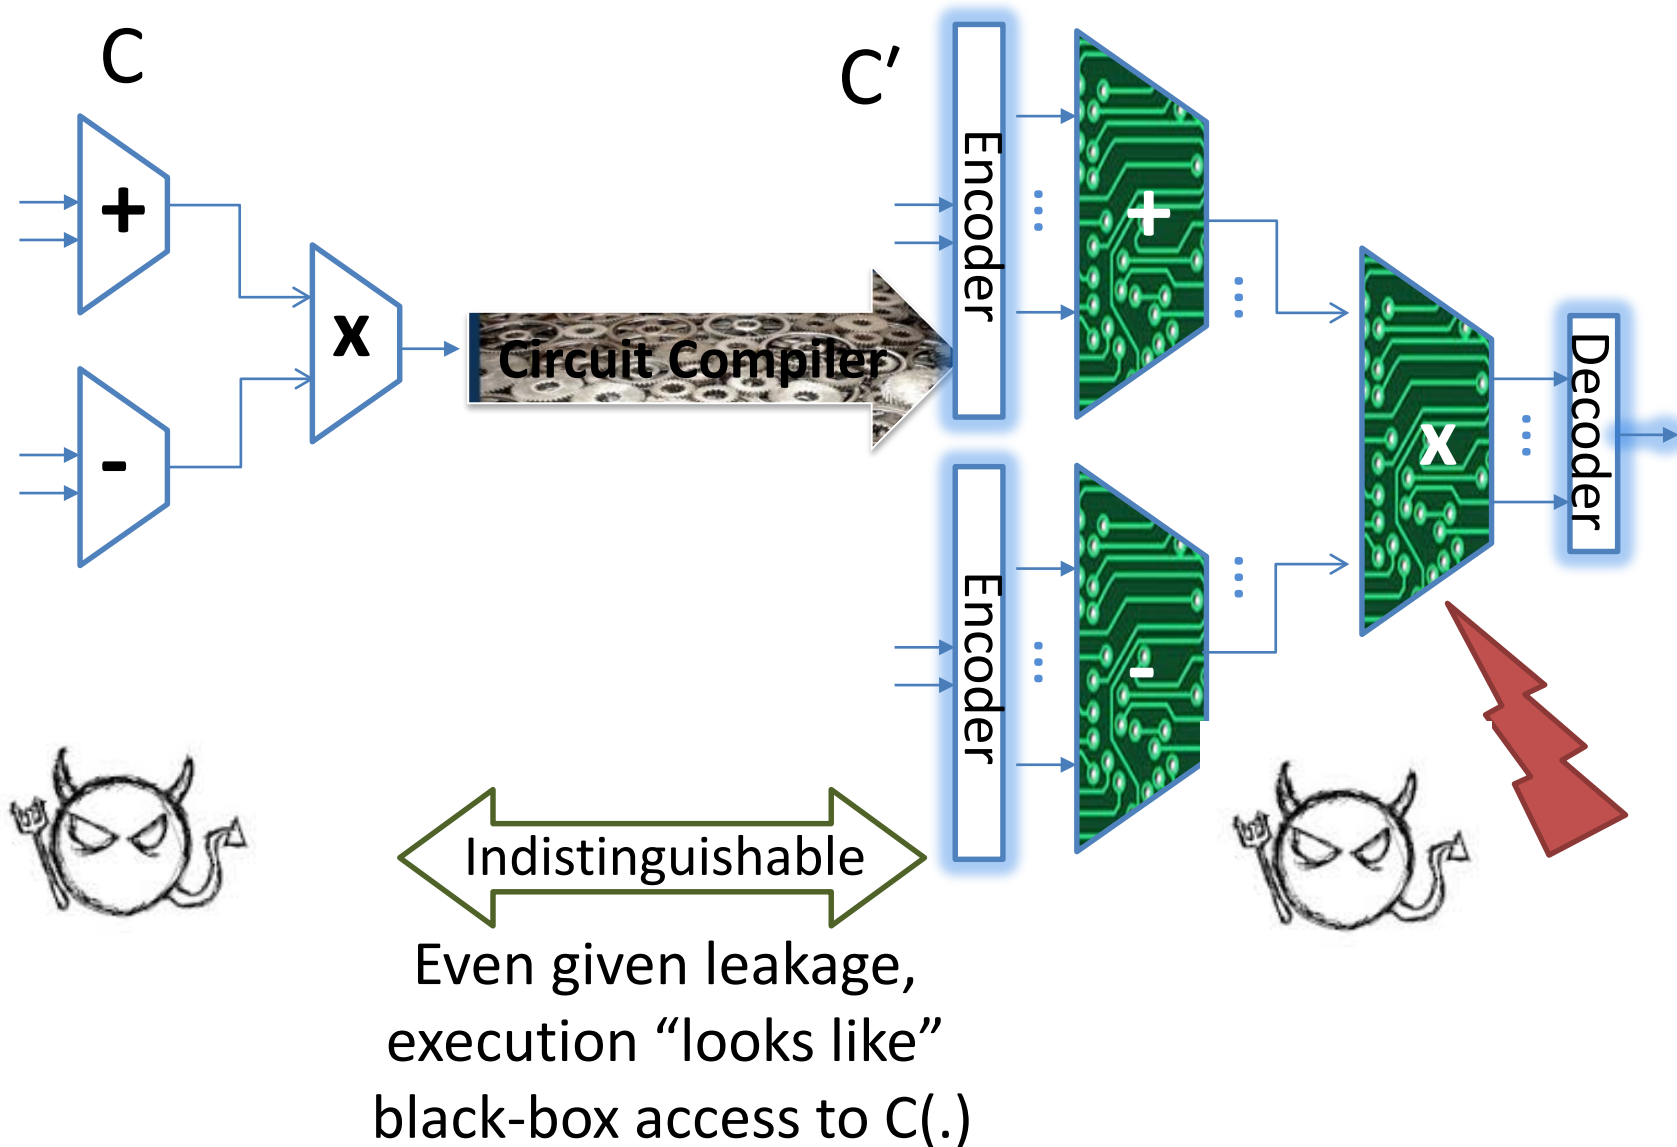 C
C′
+
-
x
Circuit Compiler
Encoder
+
Encoder
-
x
Decoder
Indistinguishable
Even given leakage,
execution “looks like”
black-box access to C(.)